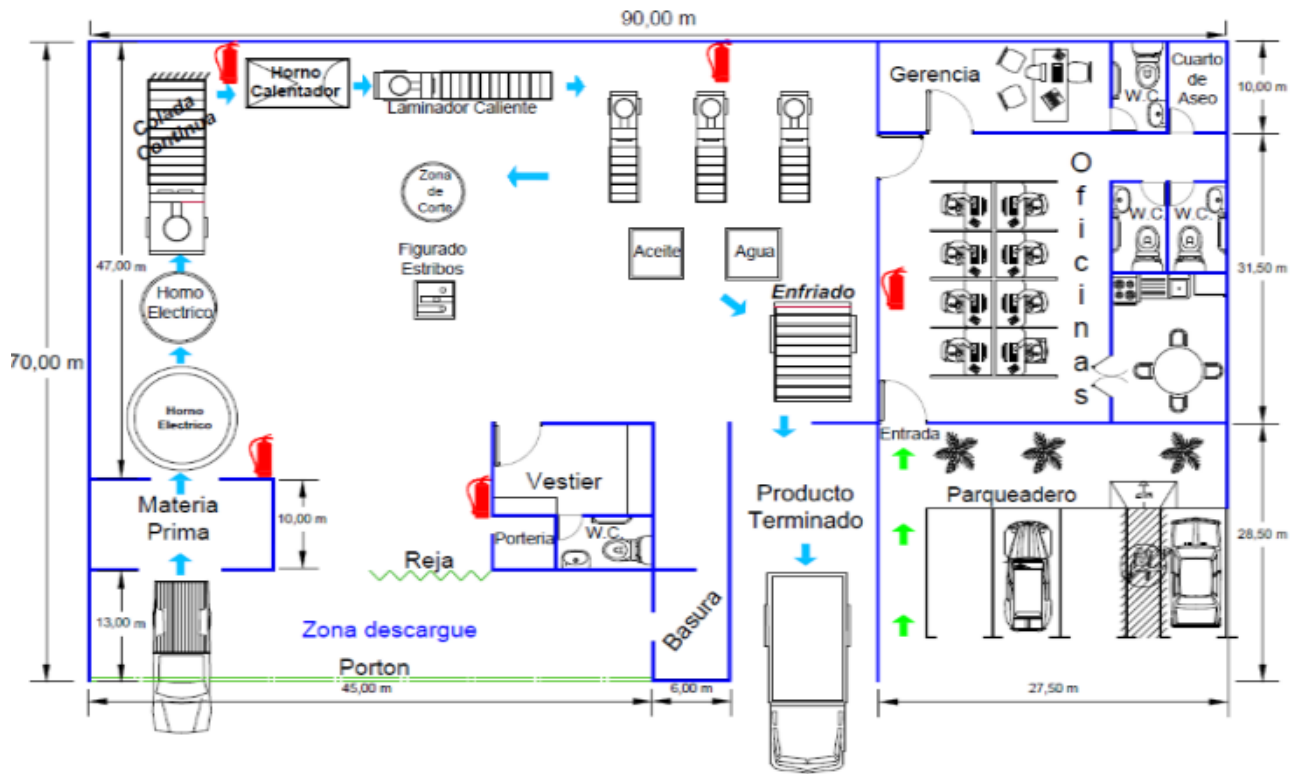 90,00 m
Horno
Calentador
Laminador Caliente
Colada
Continua
Gerencia
W.C.
Cuarto
de
Aseo
10,00 m
Zona
de
Corte
Figurado
Estribos
Aceite
Agua
Enfriado
Oficinas
W.C.
W.C.
31,50 m
47,00 m
70,00 m
Horno
Electrico
Horno
Electrico
Materia
Prima
10,00 m
Vestier
Porteria
W.C.
Reja
Producto
Terminado
Entrada
Parqueadero
28,50 m
13,00 m
Zona descargue
Porton
Basura
45,00 m
6,00 m
27,50 m